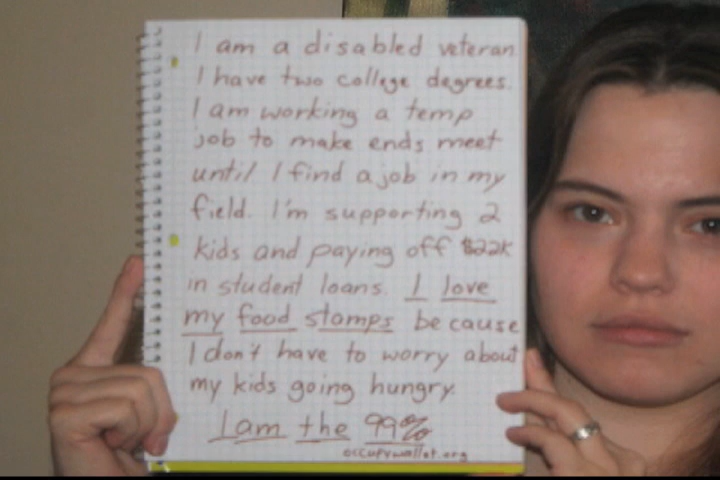 I am a disabled veteran
I have two college degrees.
I am working a temp
job to make ends meet
until I find a job in my
field. I'm supporting 2
kids and paying off $22K
in student loans. I love
my food stamps because
I don't have to worry about
my kids going hungry.
I am the 99%
occupywallst.org